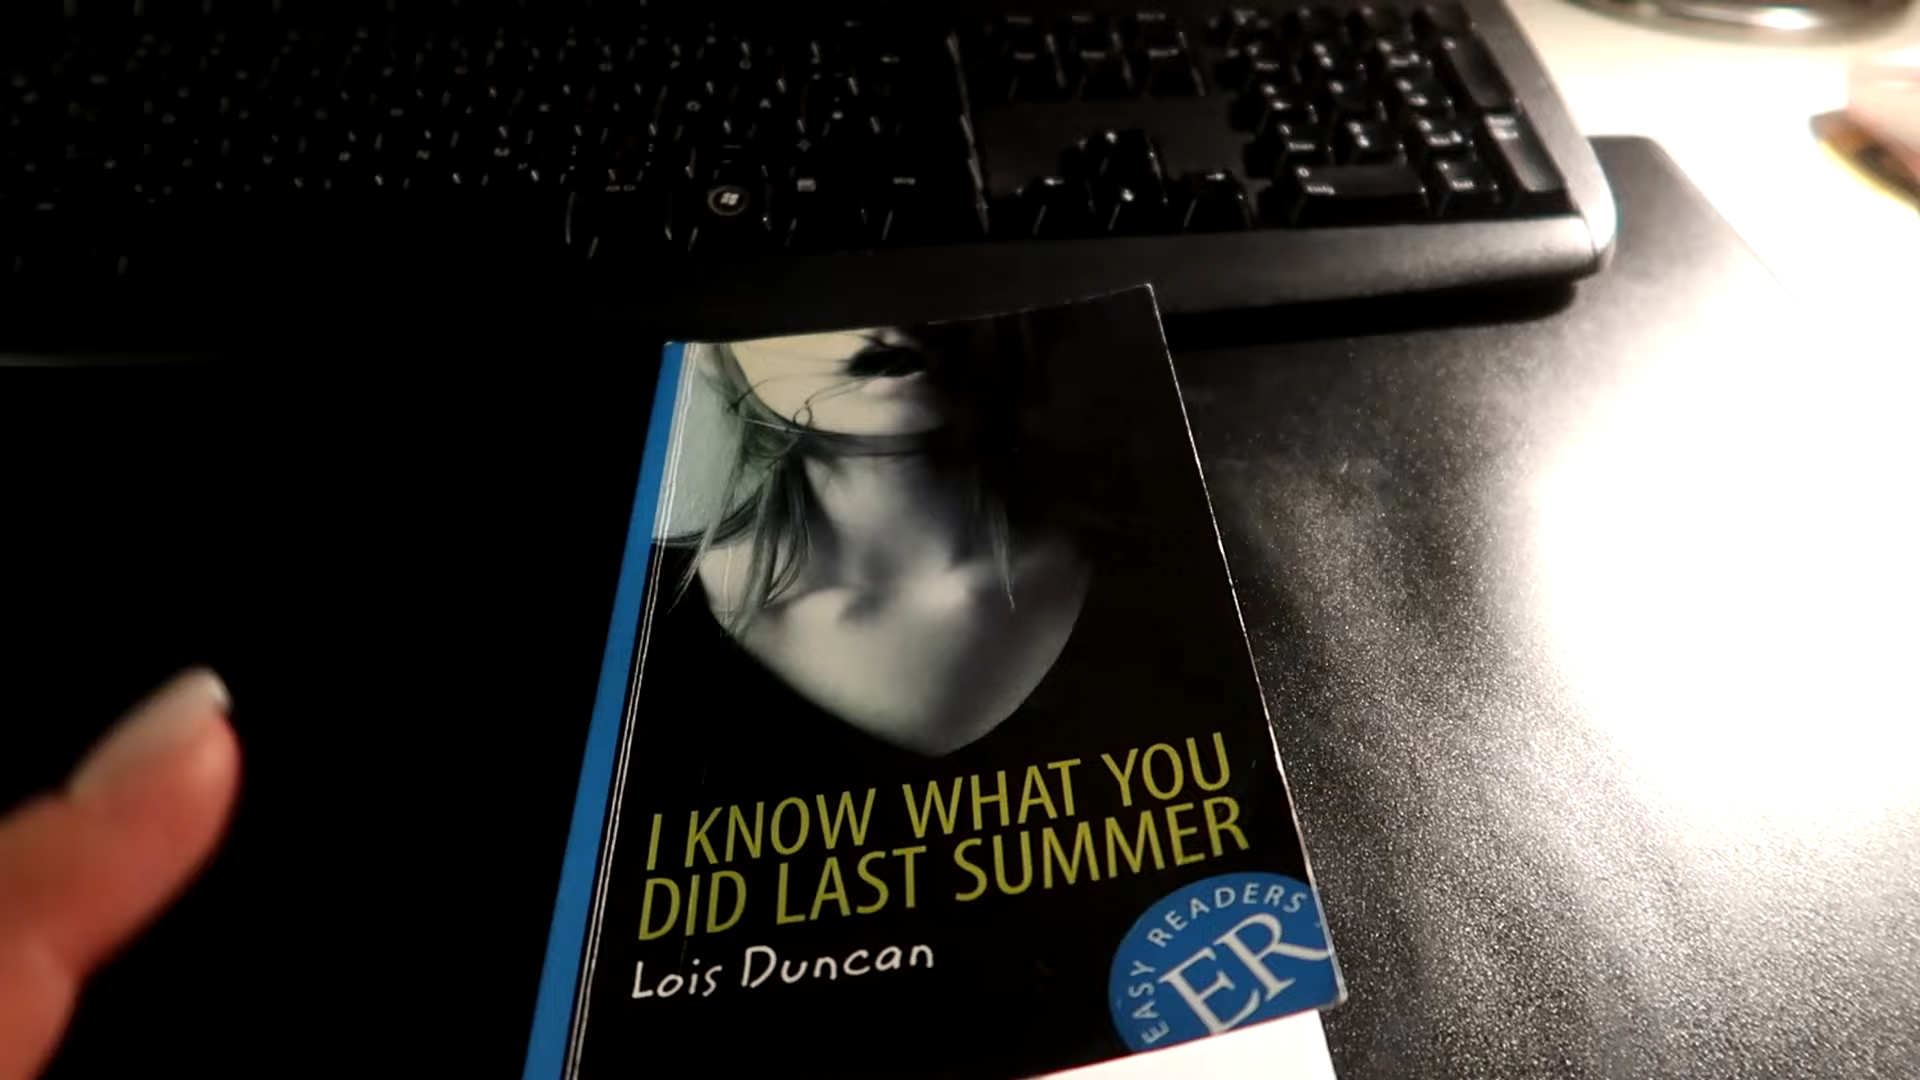 I KNOW WHAT YOU
DID LAST SUMMER
Lois Duncan
EASY READERS
ER